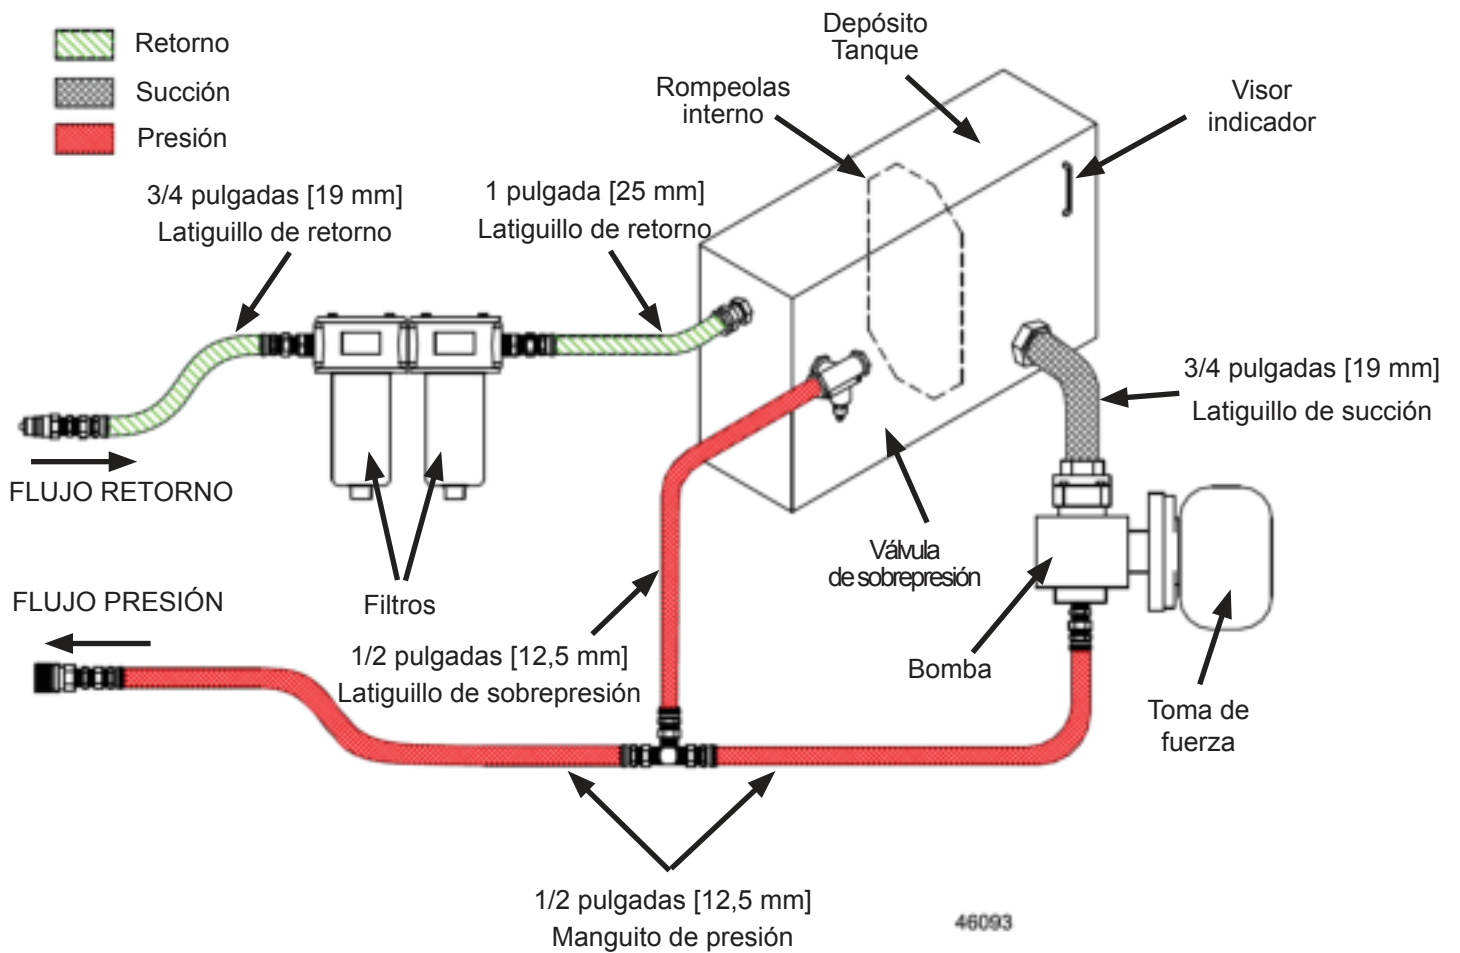 Retorno
Succión
Presión
Depósito
Tanque
Rompeolas
interno
Visor
indicador
3/4 pulgadas [19 mm]
Latiguillo de retorno
1 pulgada [25 mm]
Latiguillo de retorno
3/4 pulgadas [19 mm]
Latiguillo de succión
FLUJO RETORNO
Válvula
de sobrepresión
FLUJO PRESIÓN
Filtros
1/2 pulgadas [12,5 mm]
Latiguillo de sobrepresión
Bomba
Toma de
fuerza
1/2 pulgadas [12,5 mm]
Manguito de presión
46093